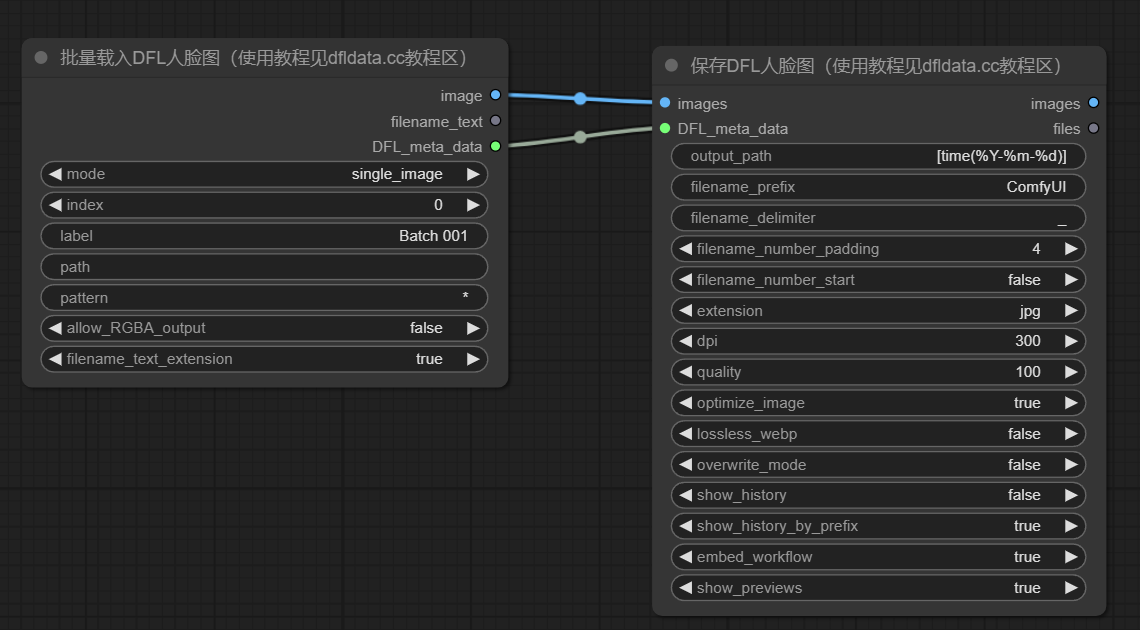 批量载入DFL人脸图（使用教程见dfldata.cc教程区）
image
filename_text
DFL_meta_data
mode single_image
index 0
label Batch 001
path
pattern *
allow_RGBA_output false
filename_text_extension true
保存DFL人脸图（使用教程见dfldata.cc教程区）
images images
DFL_meta_data files
output_path [time(%Y-%m-%d)]
filename_prefix ComfyUI
filename_delimiter _
filename_number_padding 4
filename_number_start false
extension jpg
dpi 300
quality 100
optimize_image true
lossless_webp false
overwrite_mode false
show_history false
show_history_by_prefix true
embed_workflow true
show_previews true